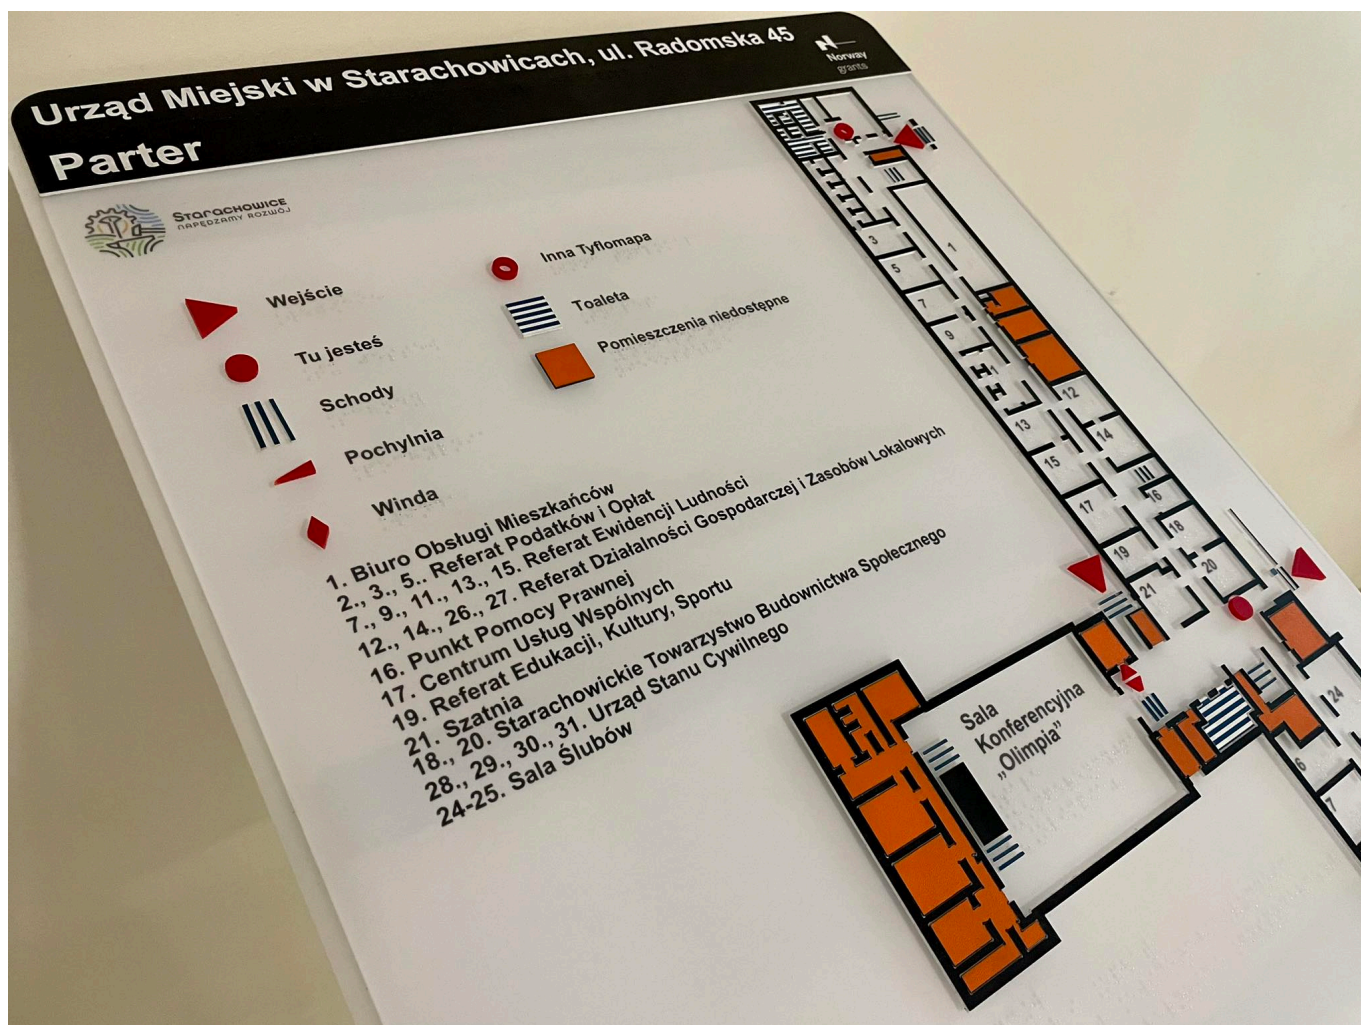 Urząd Miejski w Starachowicach, ul. Radomska 45
Parter
Norway
grants
STARACHOWICE
NAPĘDZAMY ROZWÓJ
Wejście
Tu jesteś
Schody
Pochylnia
Winda
Inna Tyflomapa
Toaleta
Pomieszczenia niedostępne
1. Biuro Obsługi Mieszkańców
2., 3., 5.. Referat Podatków i Opłat
7., 9., 11., 13., 15. Referat Ewidencji Ludności
12., 14., 26., 27. Referat Działalności Gospodarczej i Zasobów Lokalowych
16. Punkt Pomocy Prawnej
17. Centrum Usług Wspólnych
19. Referat Edukacji, Kultury, Sportu
21. Szatnia
18., 20. Starachowickie Towarzystwo Budownictwa Społecznego
28., 29., 30., 31. Urząd Stanu Cywilnego
24-25. Sala Ślubów
1
3
5
7
9
12
13
14
15
16
17
18
19
20
21
24
6
7
Sala
Konferencyjna
„Olimpia”